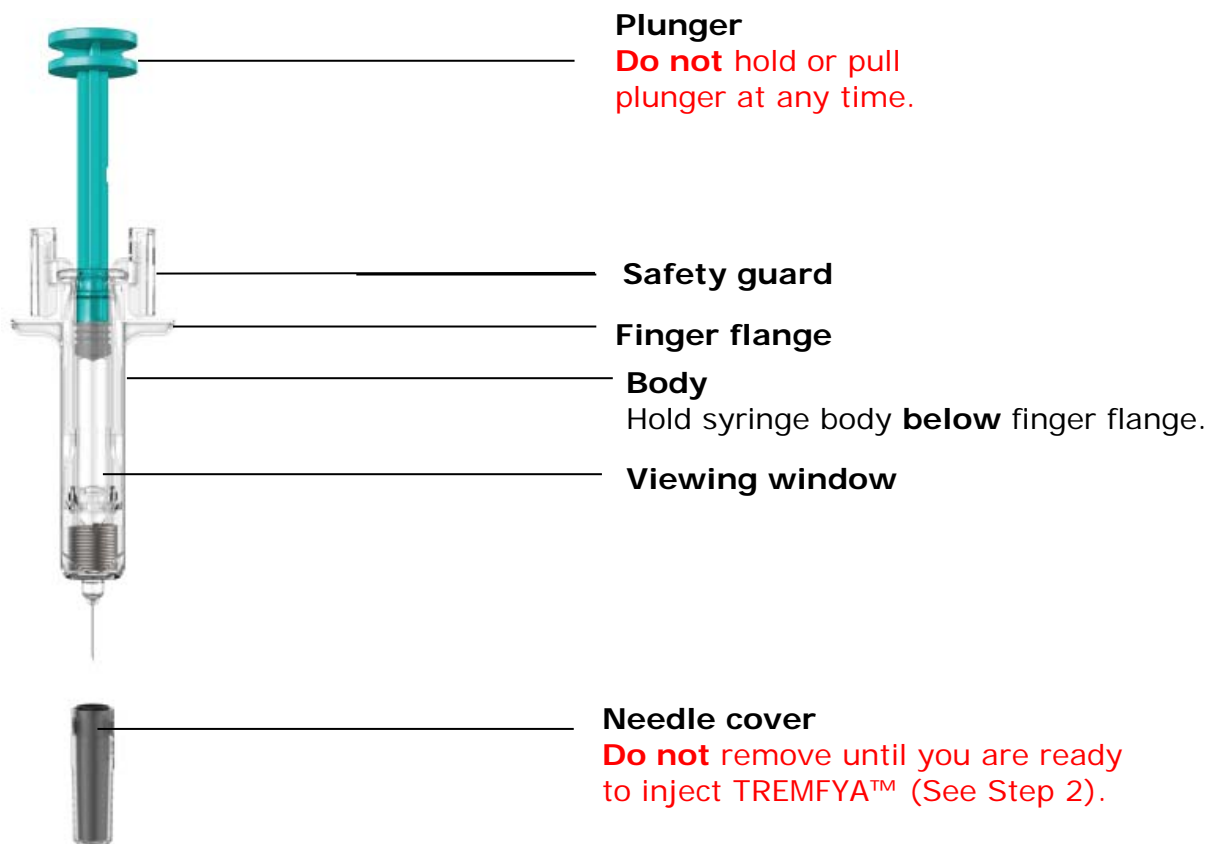 Plunger
Do not hold or pull
plunger at any time.
Safety guard
Finger flange
Body
Hold syringe body below finger flange.
Viewing window
Needle cover
Do not remove until you are ready
to inject TREMFYA™ (See Step 2).